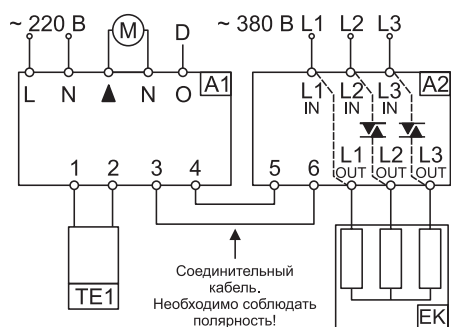 ~ 220 В M D ~ 380 В L1 L2 L3
L N ▲ N O A1
L1 IN L2 IN L3 IN A2
L1 OUT L2 OUT L3 OUT
1 2 3 4 5 6
TE1
Соединительный
кабель.
Необходимо соблюдать
полярность!
EK